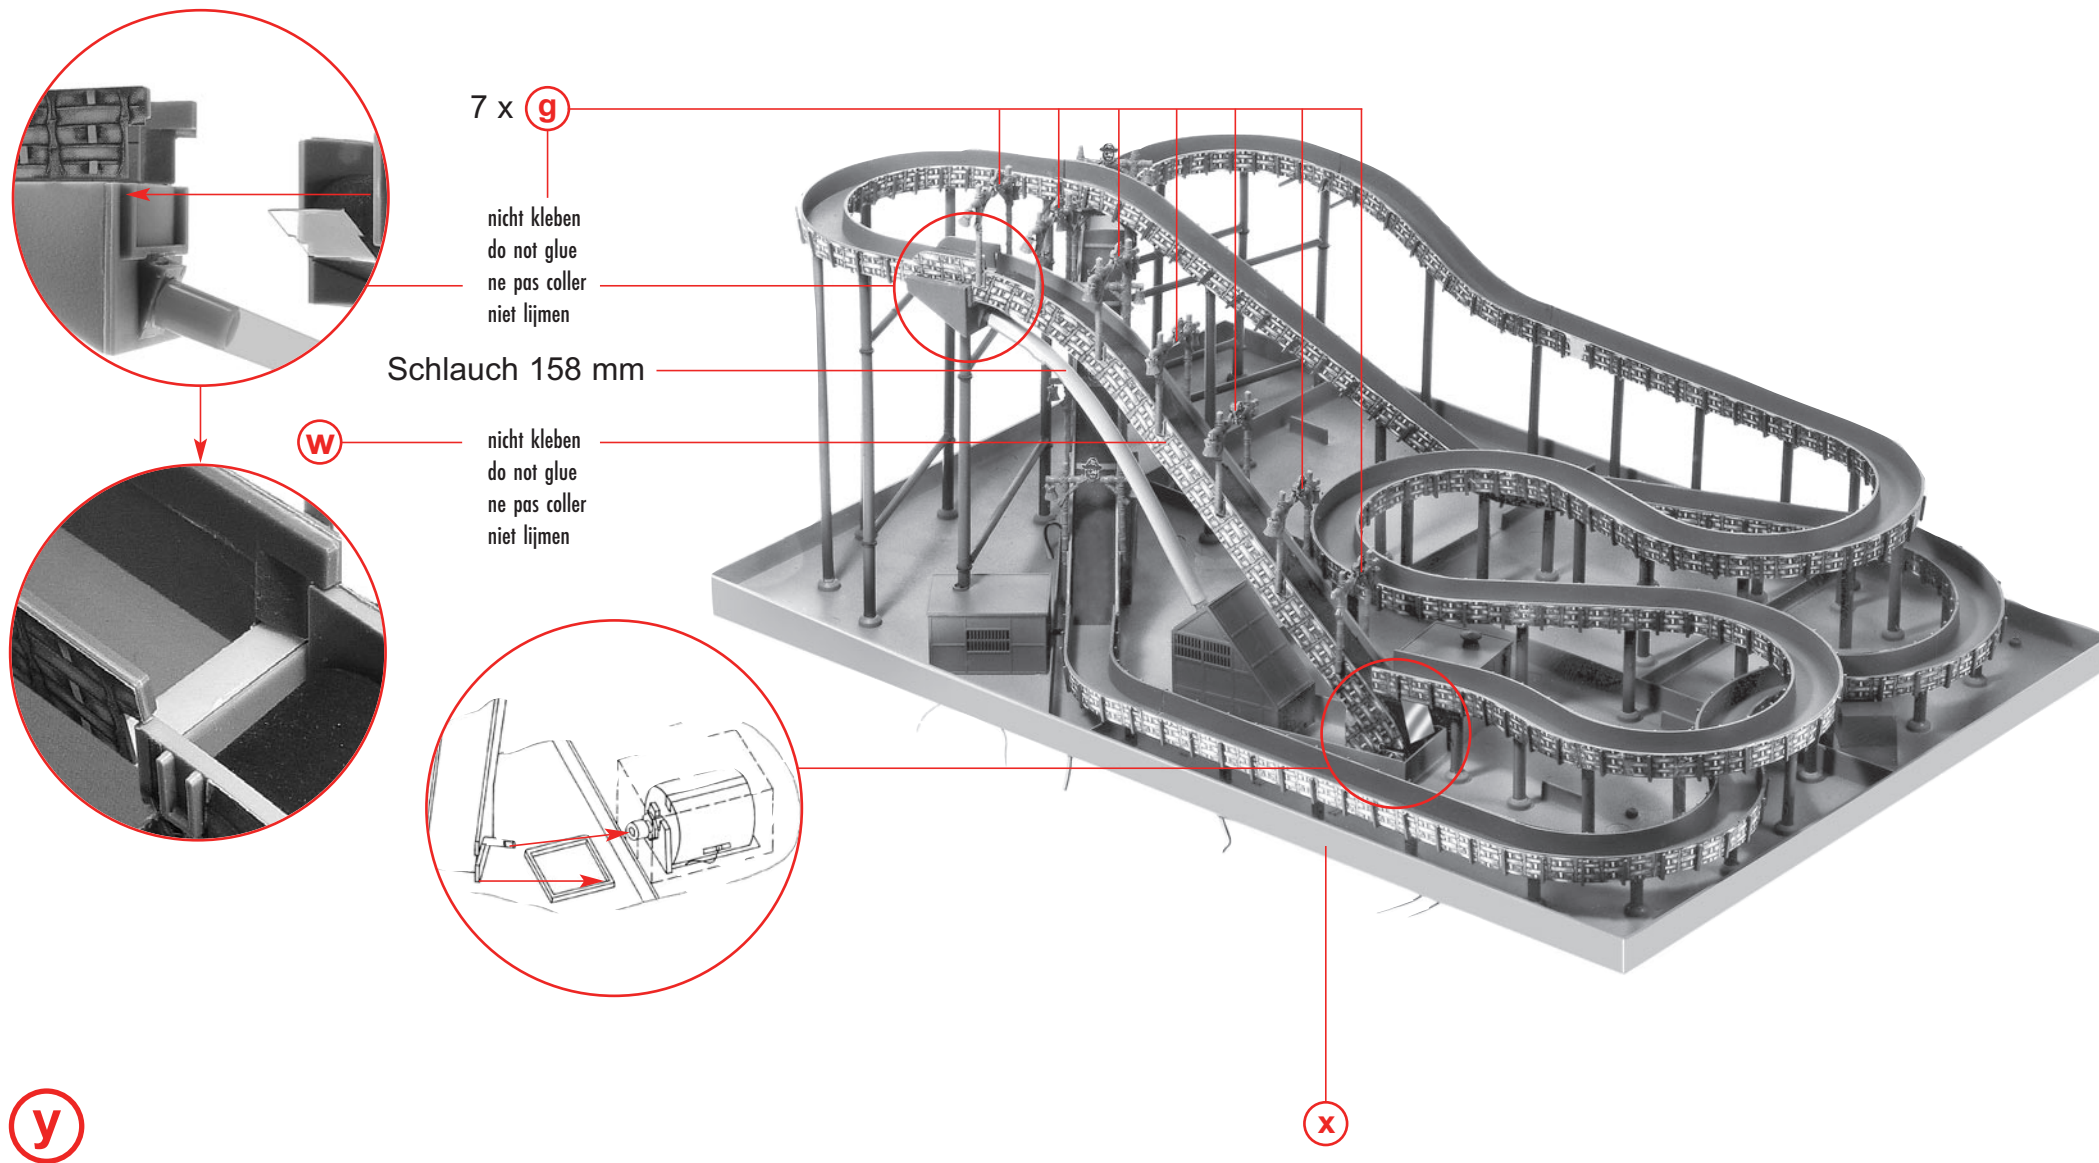 7 x g
nicht kleben
do not glue
ne pas coller
niet lijmen
Schlauch 158 mm
w
nicht kleben
do not glue
ne pas coller
niet lijmen
y
x